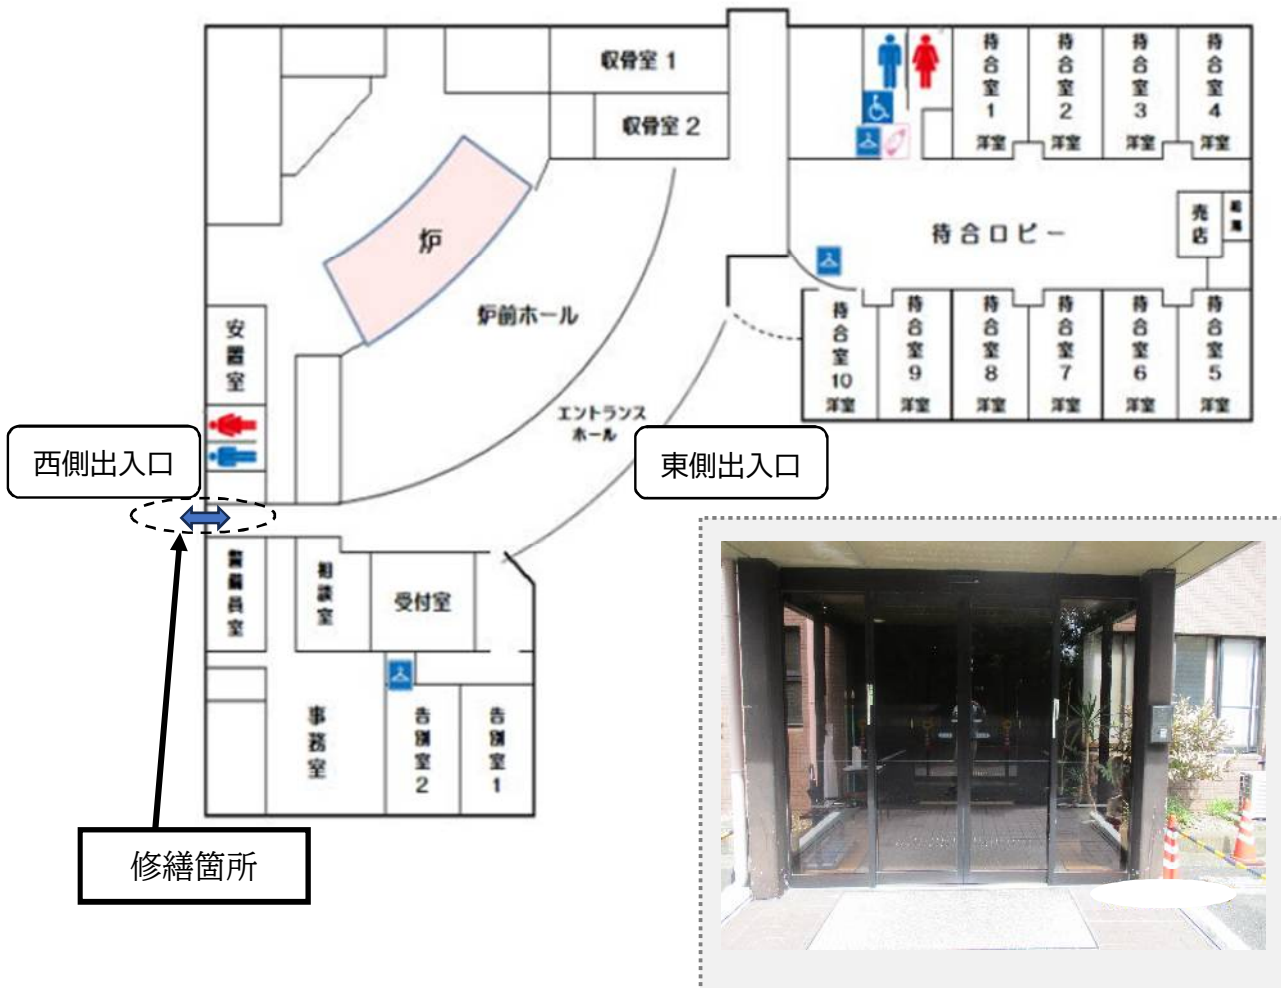 収骨室 1
収骨室 2
待合室1
洋室
待合室2
洋室
待合室3
洋室
待合室4
洋室
炉
待合ロビー
売店
炉前ホール
安置室
待合室10
洋室
待合室9
洋室
待合室8
洋室
待合室7
洋室
待合室6
洋室
待合室5
洋室
エントランス
ホール
西側出入口
東側出入口
警備員室
相談室
受付室
事務室
告別室2
告別室1
修繕箇所